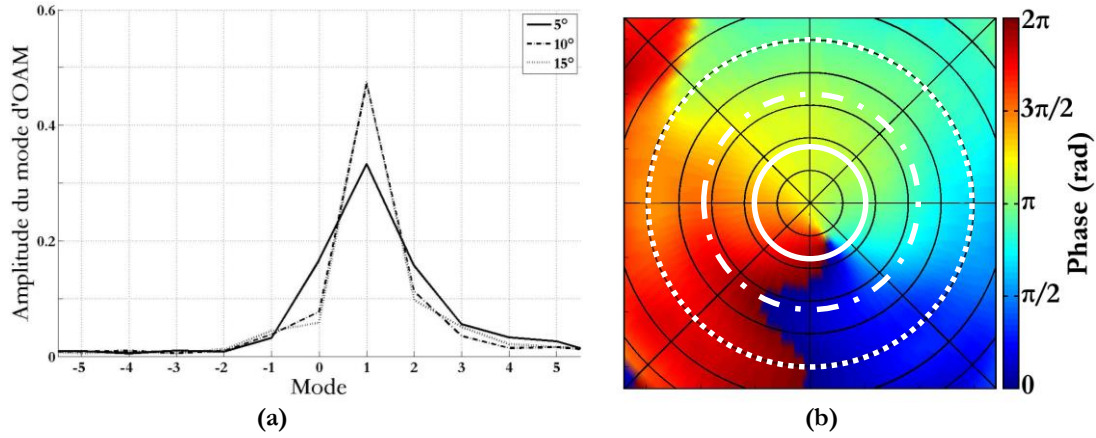 0.6
0.4
0.2
0
Amplitude du mode d'OAM
5°
10°
15°
-5 -4 -3 -2 -1 0 1 2 3 4 5
Mode
(a)
2π
3π/2
π
π/2
0
Phase (rad)
(b)